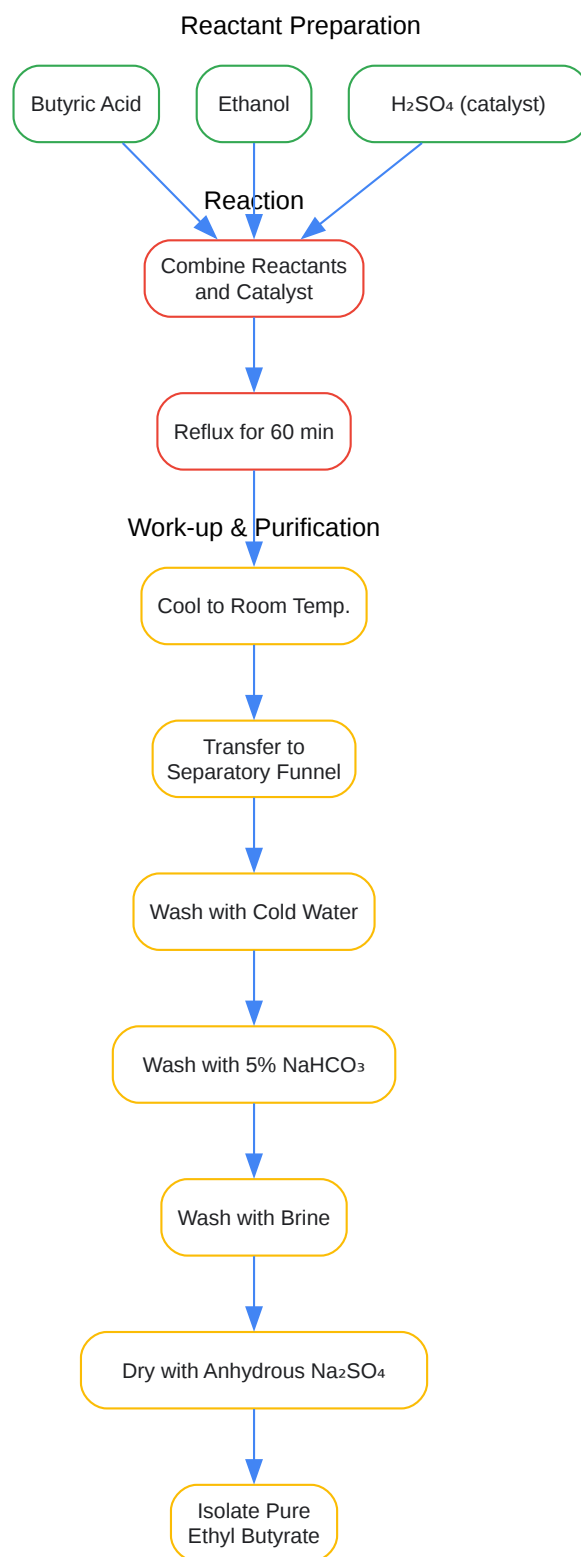 Reactant Preparation
Butyric Acid
Ethanol
H₂SO₄ (catalyst)
Reaction
Combine Reactants
and Catalyst
Reflux for 60 min
Work-up & Purification
Cool to Room Temp.
Transfer to
Separatory Funnel
Wash with Cold Water
Wash with 5% NaHCO₃
Wash with Brine
Dry with Anhydrous Na₂SO₄
Isolate Pure
Ethyl Butyrate